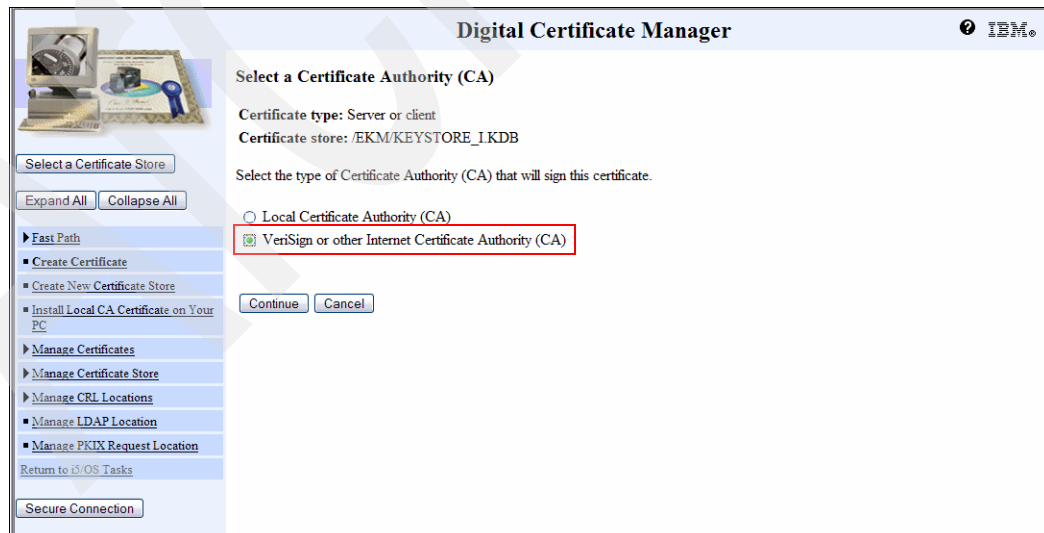 Digital Certificate Manager
? IBM®
Select a Certificate Store
Expand All Collapse All
Fast Path
Create Certificate
Create New Certificate Store
Install Local CA Certificate on Your
PC
Manage Certificates
Manage Certificate Store
Manage CRL Locations
Manage LDAP Location
Manage PKIX Request Location
Return to i5/OS Tasks
Secure Connection
Select a Certificate Authority (CA)
Certificate type: Server or client
Certificate store: /EKM/KEYSTORE_I.KDB
Select the type of Certificate Authority (CA) that will sign this certificate.
Local Certificate Authority (CA)
VeriSign or other Internet Certificate Authority (CA)
Continue Cancel